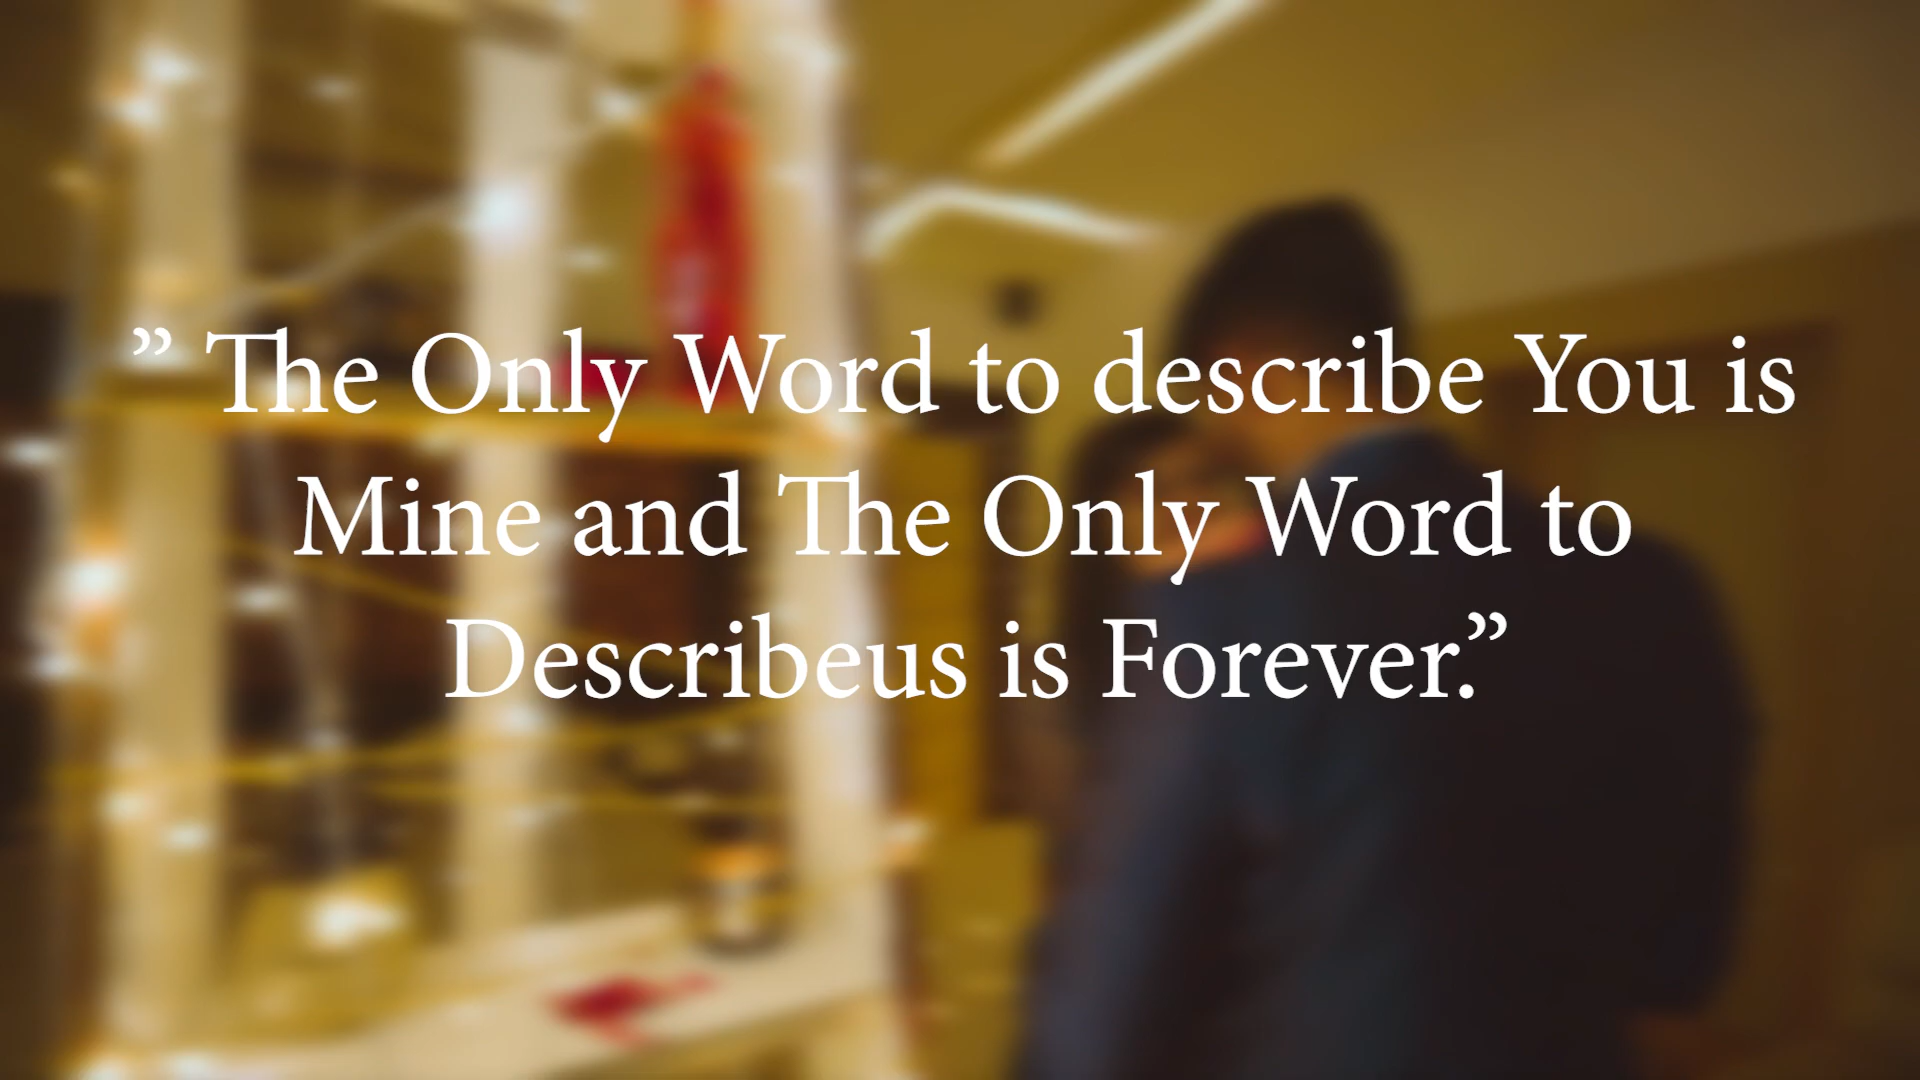 ” The Only Word to describe You is
Mine and The Only Word to
Describeus is Forever.”